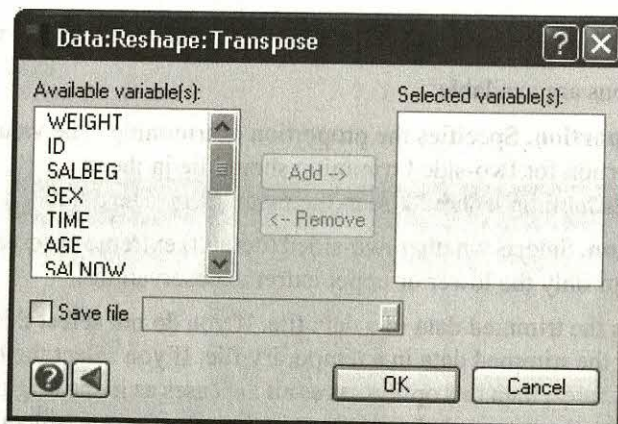 Data:Reshape:Transpose
Available variable(s):
Selected variable(s):
WEIGHT
ID
SALBEG
SEX
TIME
AGE
SALNOW
Add -->
<-- Remove
Save file
OK
Cancel